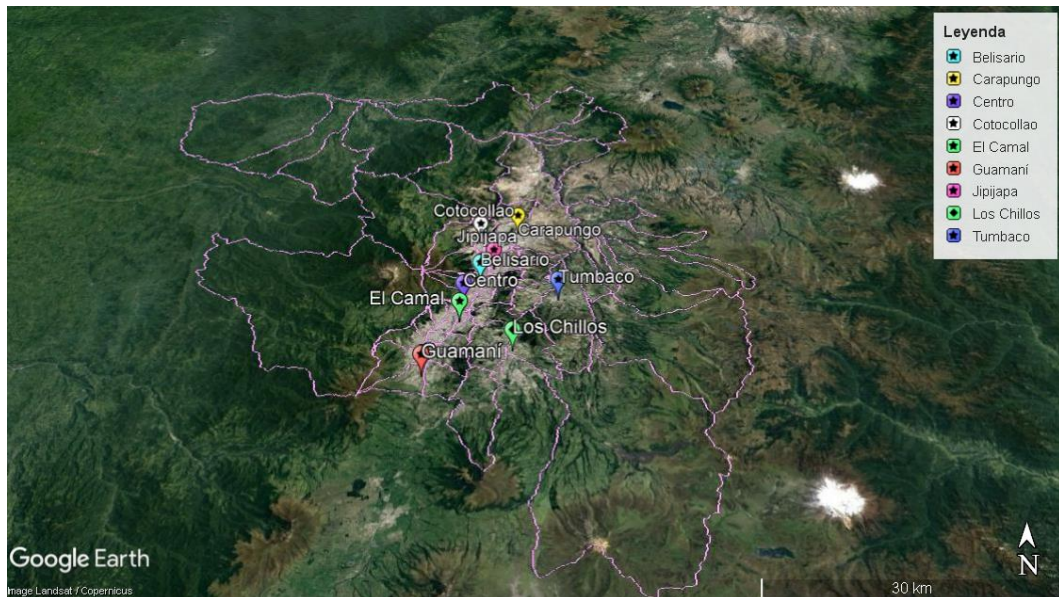 Leyenda
Belisario
Carapungo
Centro
Cotocollao
El Camal
Guamaní
Jipijapa
Los Chillos
Tumbaco
Cotocollao
Carapungo
Jipijapa
Belisario
Centro
Tumbaco
El Camal
Los Chillos
Guamaní
Google Earth
Image Landsat / Copernicus
N
30 km